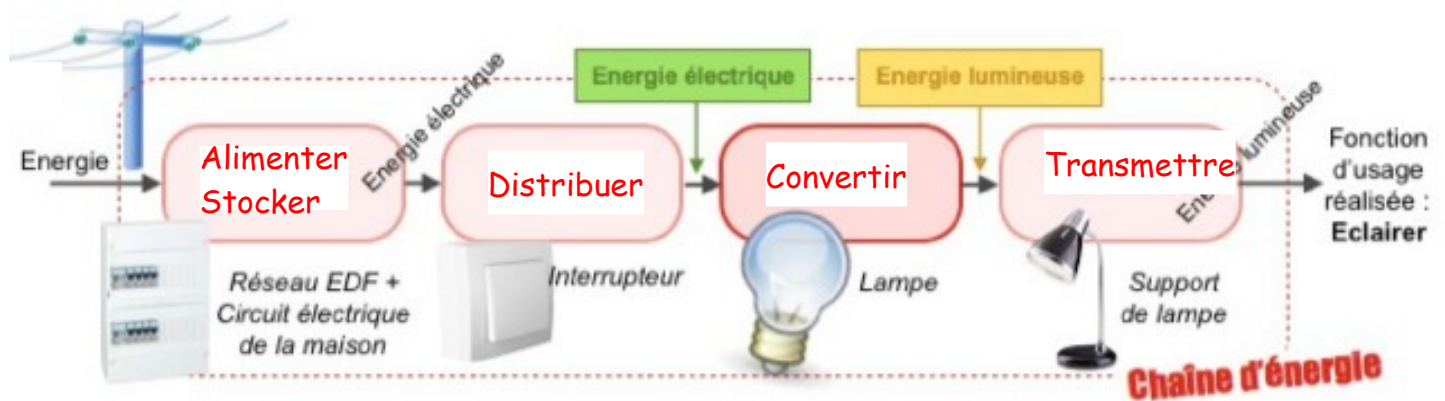 Energie
Alimenter
Stocker
Energie électrique
Distribuer
Energie électrique
Convertir
Energie lumineuse
Transmettre
Energie lumineuse
Fonction
d'usage
réalisée :
Eclairer
Réseau EDF +
Circuit électrique
de la maison
Interrupteur
Lampe
Support
de lampe
Chaîne d'énergie